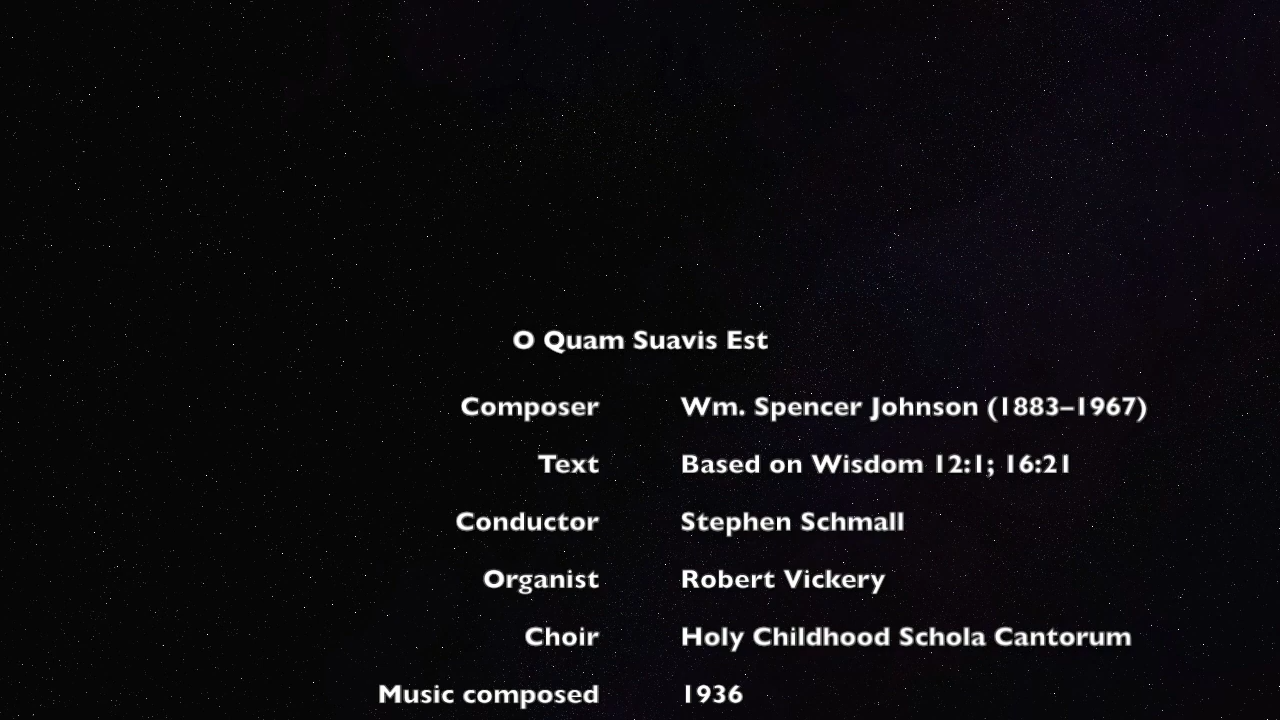 O Quam Suavis Est
Composer Wm. Spencer Johnson (1883–1967)
Text Based on Wisdom 12:1; 16:21
Conductor Stephen Schmall
Organist Robert Vickery
Choir Holy Childhood Schola Cantorum
Music composed 1936